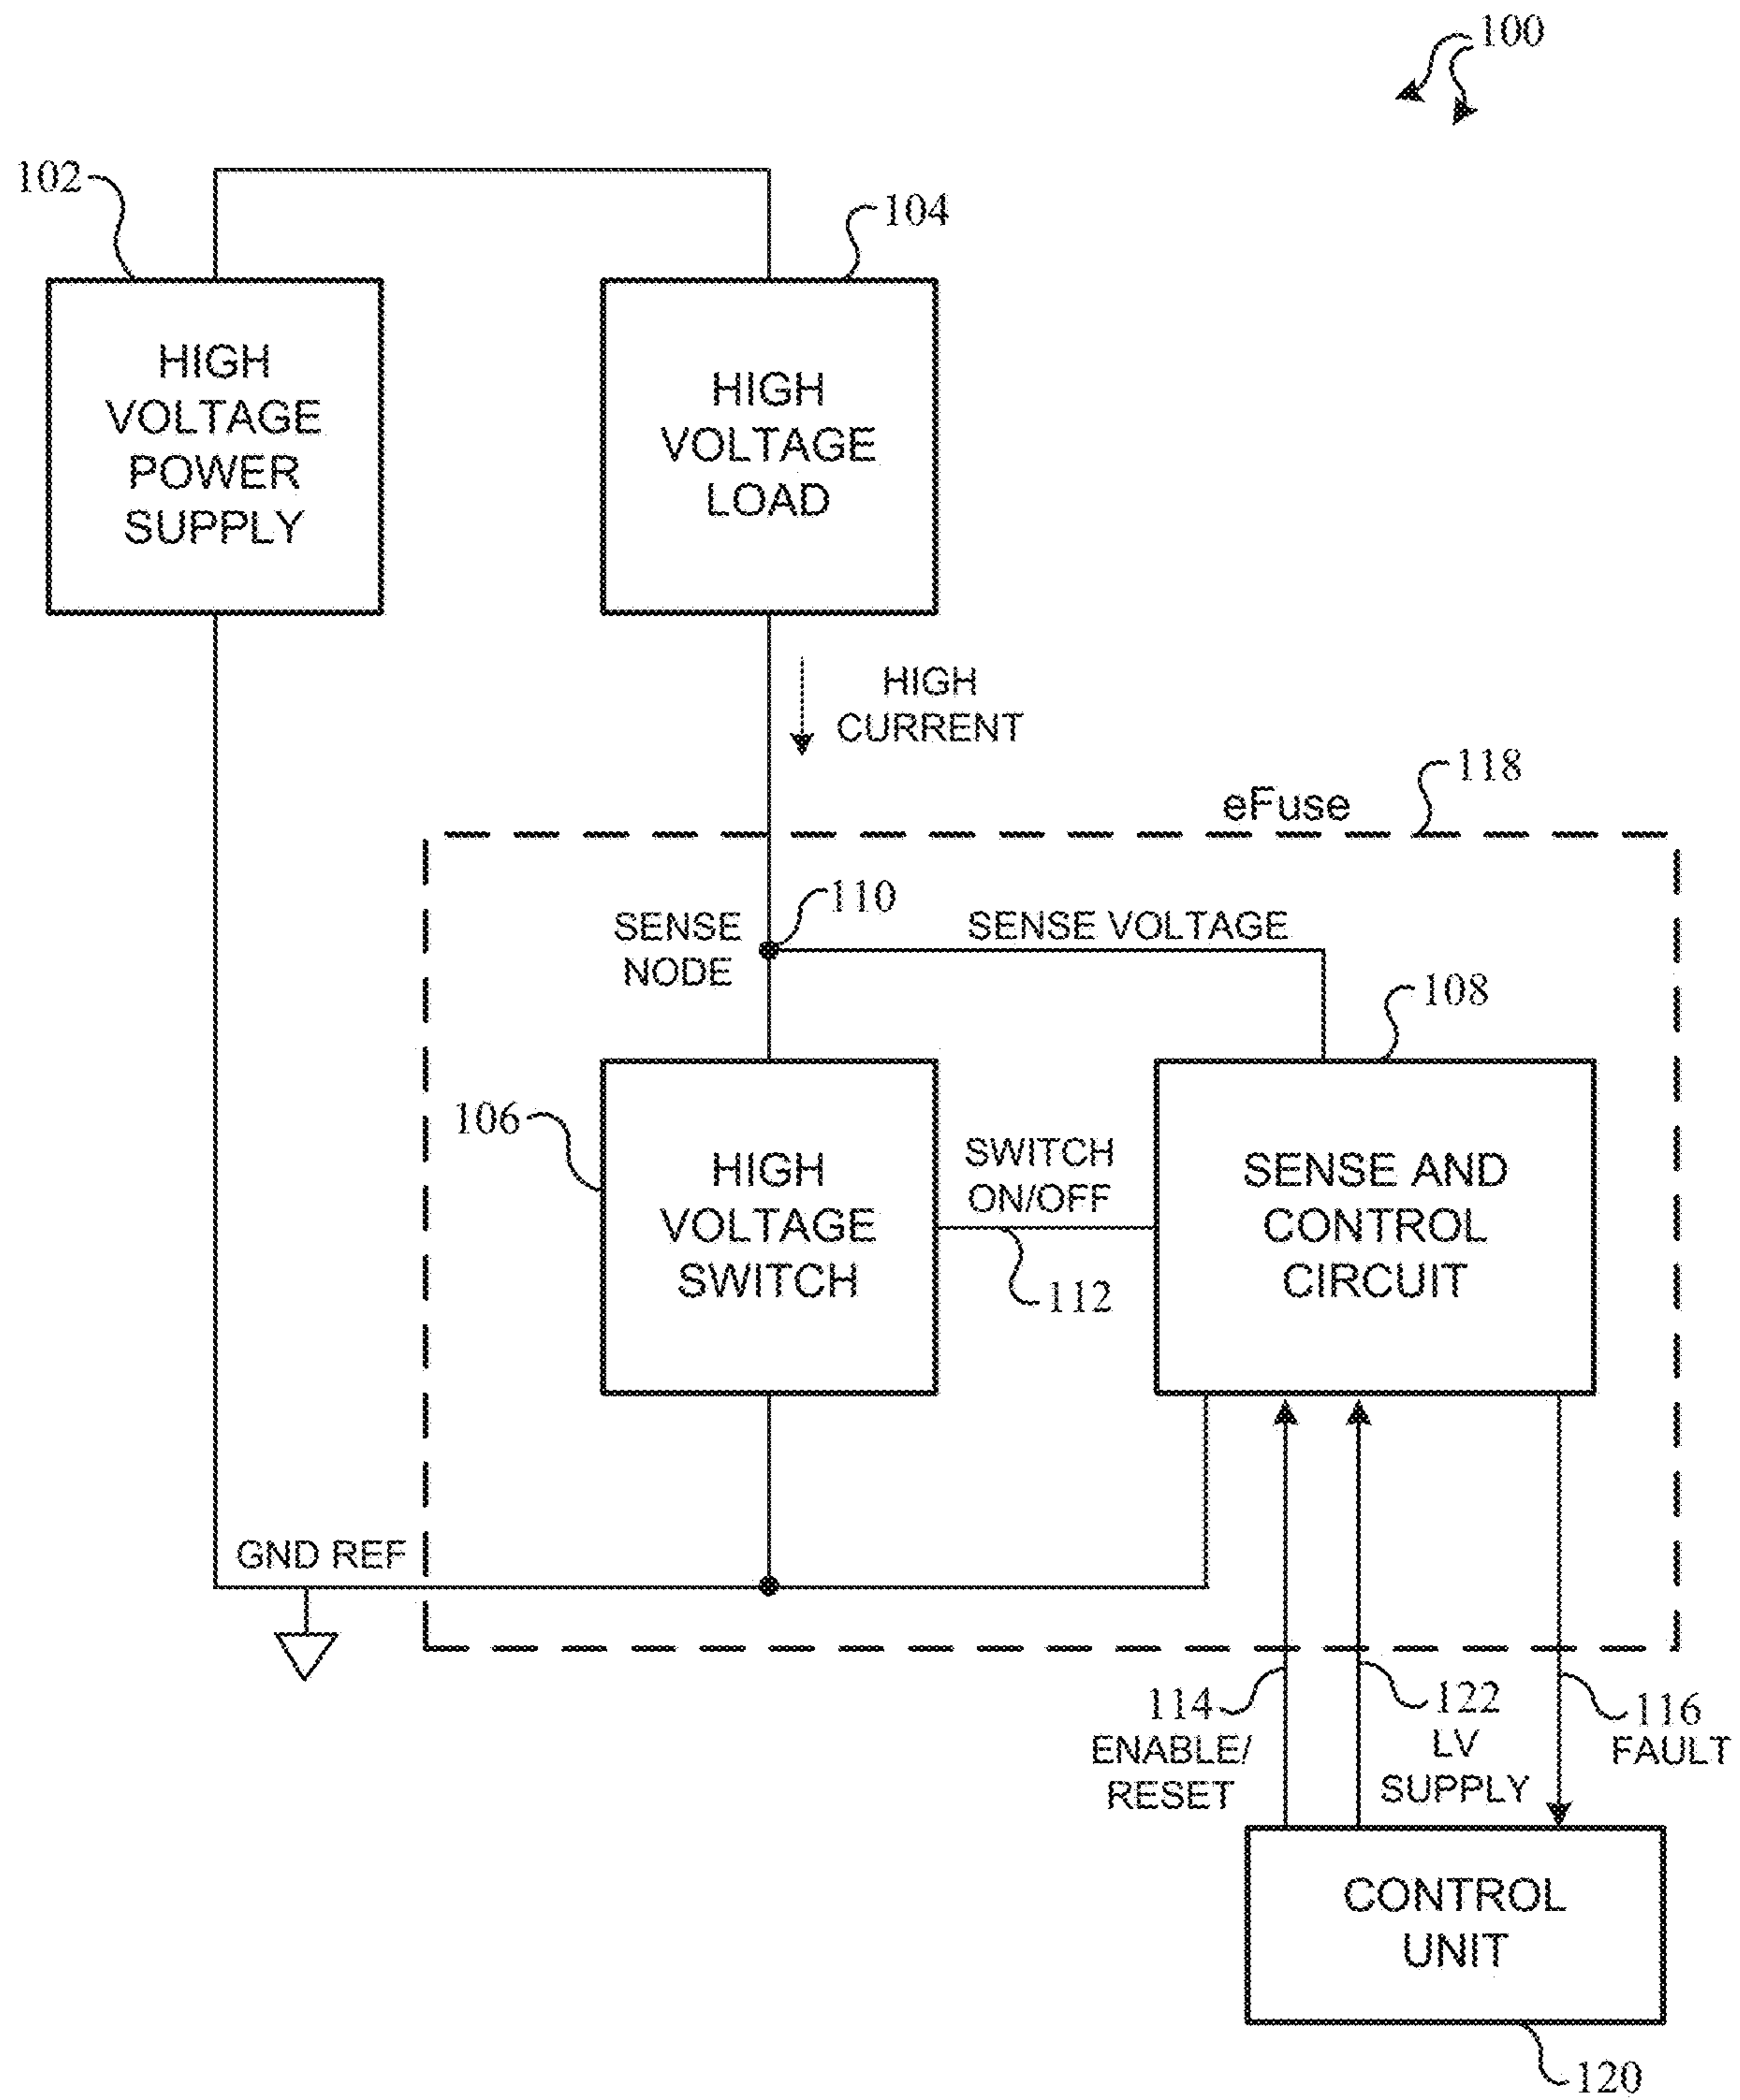 100
102
104
HIGH
VOLTAGE
POWER
SUPPLY
HIGH
VOLTAGE
LOAD
HIGH
CURRENT
118
eFuse
110
SENSE
NODE
SENSE VOLTAGE
108
106
HIGH
VOLTAGE
SWITCH
SWITCH
ON/OFF
112
SENSE AND
CONTROL
CIRCUIT
GND REF
114
ENABLE/
RESET
122
LV
SUPPLY
116
FAULT
CONTROL
UNIT
120